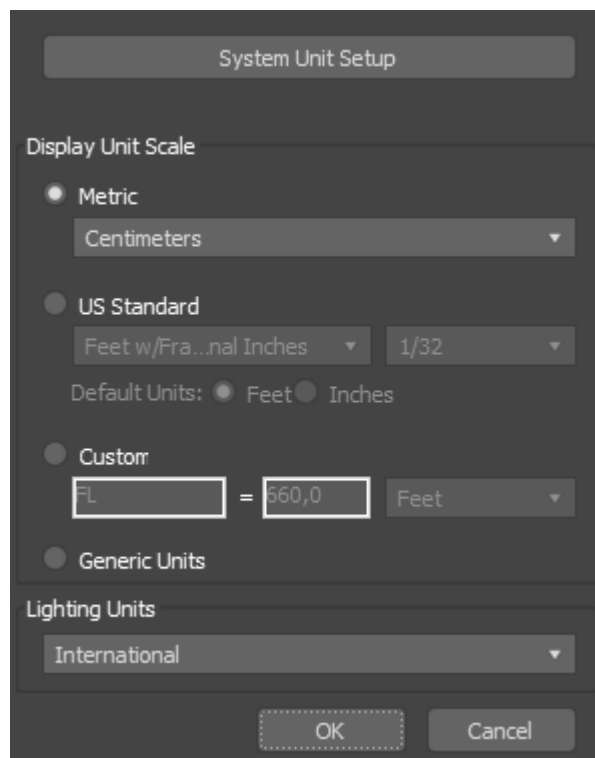 System Unit Setup
Display Unit Scale
Metric
Centimeters
US Standard
Feet w/Fra...nal Inches 1/32
Default Units: Feet Inches
Custom
FL = 660,0 Feet
Generic Units
Lighting Units
International
OK Cancel